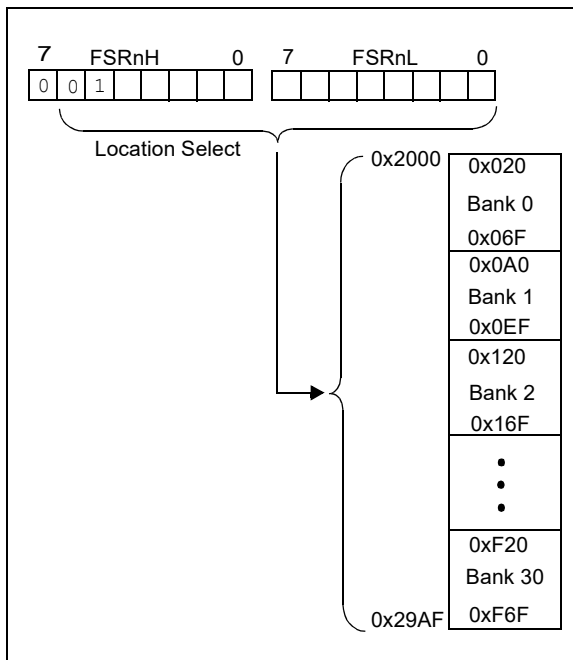 7 FSRnH 0 7 FSRnL 0
0 0 1
Location Select
0x2000
0x020
Bank 0
0x06F
0x0A0
Bank 1
0x0EF
0x120
Bank 2
0x16F
0xF20
Bank 30
0xF6F
0x29AF